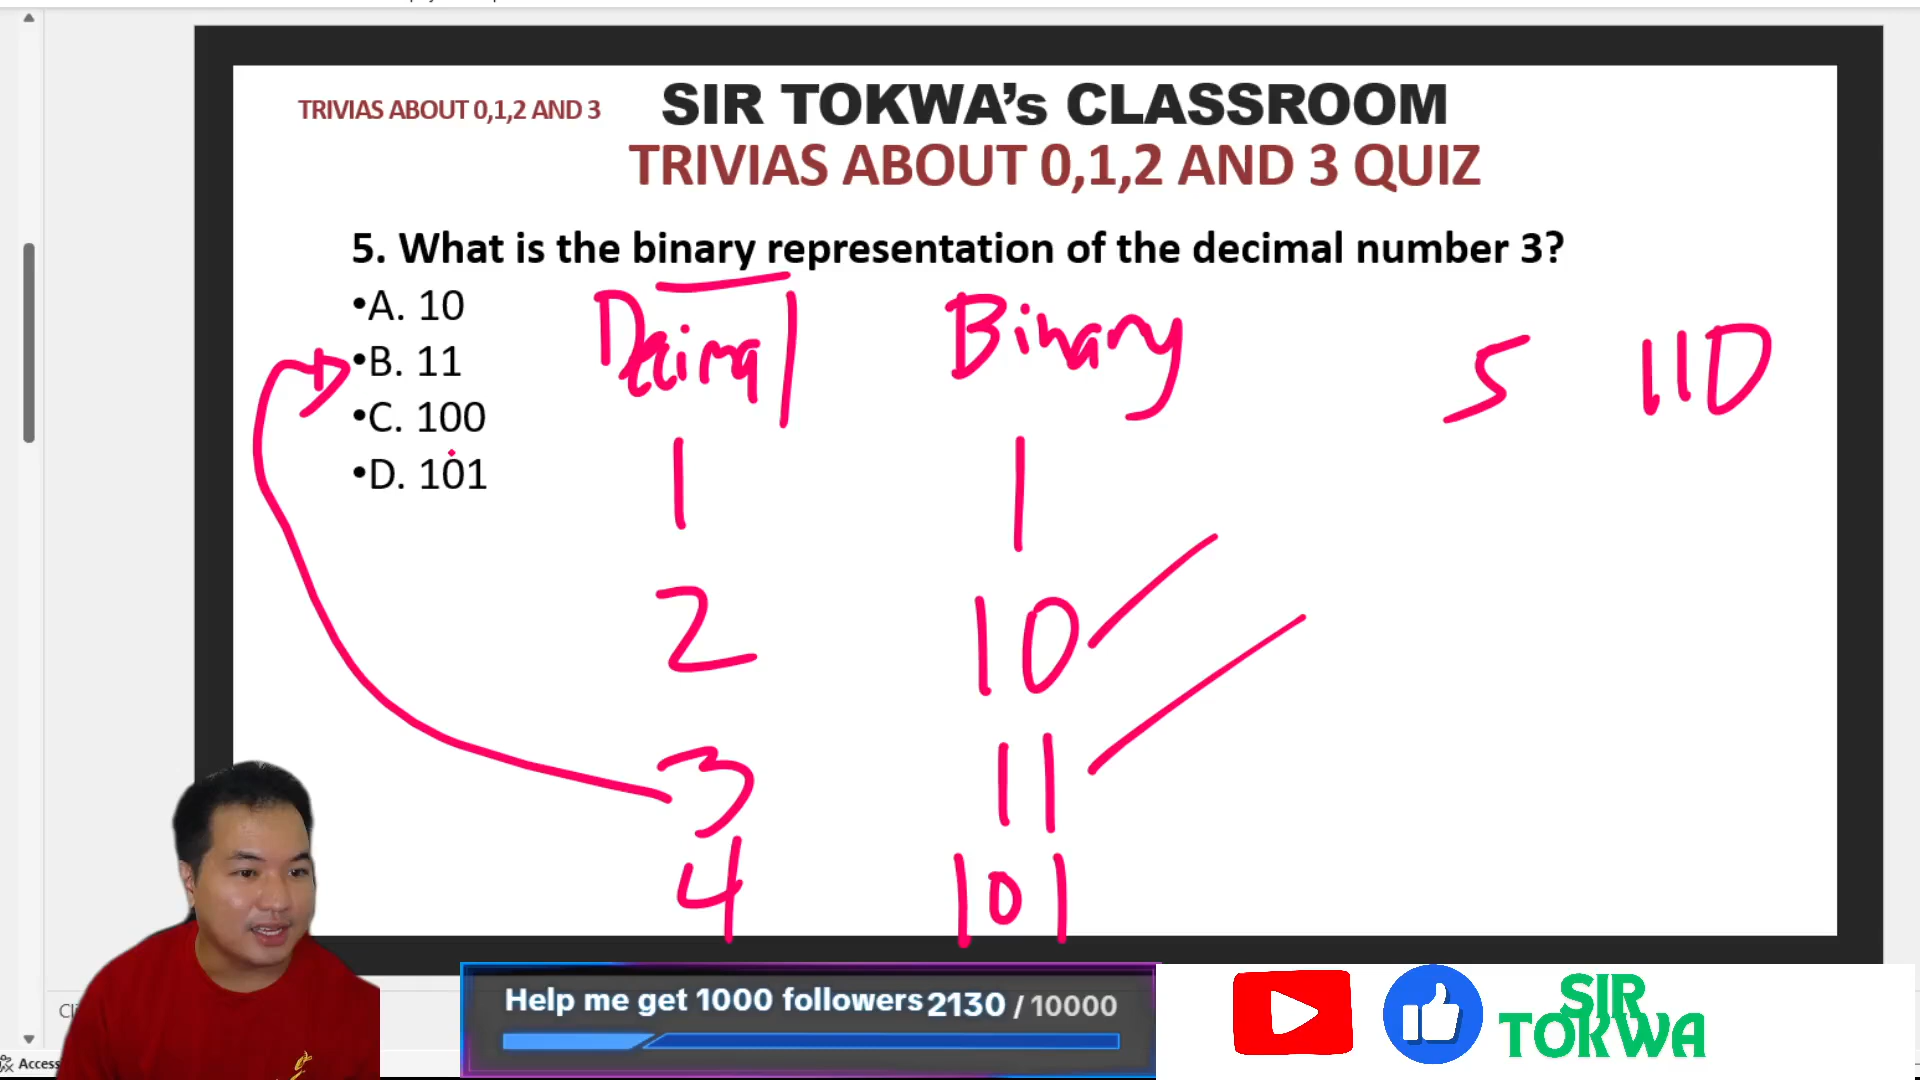 TRIVIAS ABOUT 0,1,2 AND 3
SIR TOKWA's CLASSROOM
TRIVIAS ABOUT 0,1,2 AND 3 QUIZ
5. What is the binary representation of the decimal number 3?
•A. 10
•B. 11
•C. 100
•D. 101
Decimal Binary
5 110
1 1
2 10
3 11
4 101
Help me get 1000 followers 2130 / 10000
SIR
TOKWA